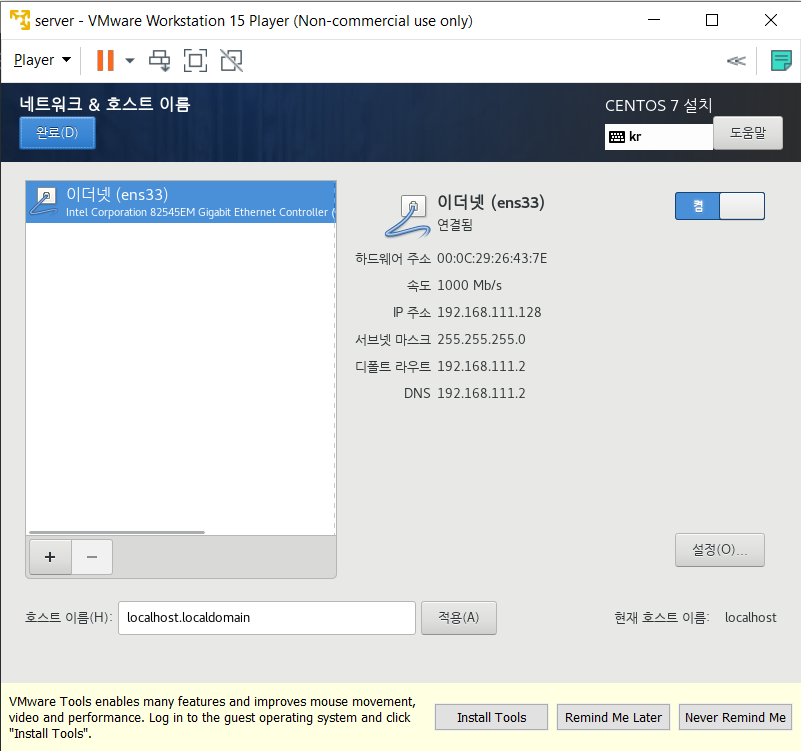 server - VMware Workstation 15 Player (Non-commercial use only)
Player
네트워크 & 호스트 이름
CENTOS 7 설치
완료(D)
kr
도움말
이더넷 (ens33)
Intel Corporation 82545EM Gigabit Ethernet Controller (
이더넷 (ens33)
연결됨
켬
하드웨어 주소 00:0C:29:26:43:7E
속도 1000 Mb/s
IP 주소 192.168.111.128
서브넷 마스크 255.255.255.0
디폴트 라우트 192.168.111.2
DNS 192.168.111.2
+ −
설정(O)...
호스트 이름(H): localhost.localdomain 적용(A) 현재 호스트 이름: localhost
VMware Tools enables many features and improves mouse movement,
video and performance. Log in to the guest operating system and click
"Install Tools".
Install Tools Remind Me Later Never Remind Me